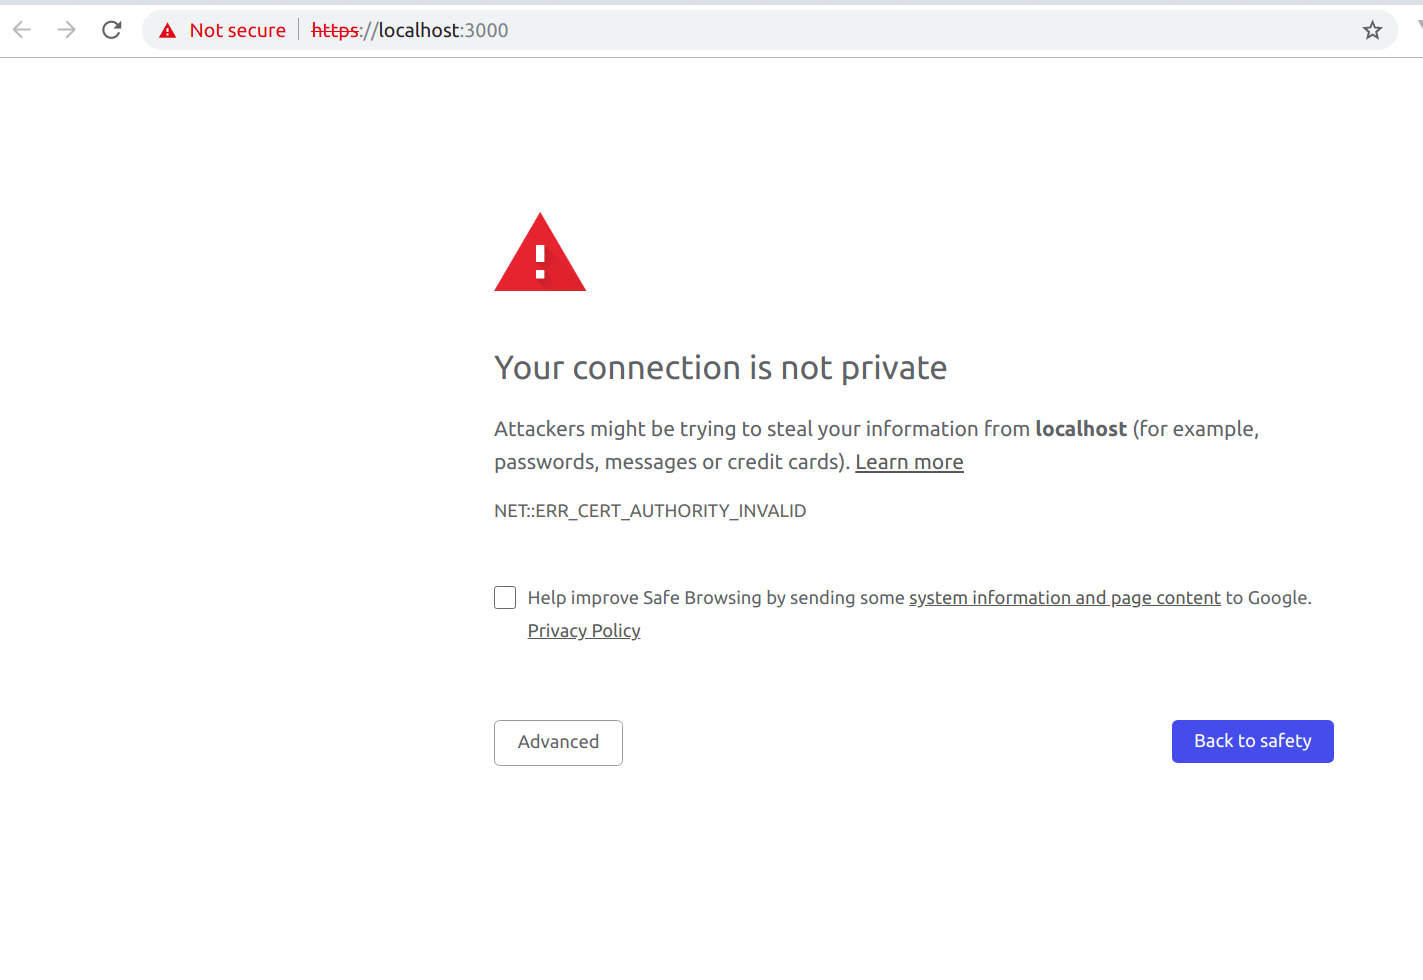 Not secure https://localhost:3000
Your connection is not private
Attackers might be trying to steal your information from localhost (for example,
passwords, messages or credit cards). Learn more
NET::ERR_CERT_AUTHORITY_INVALID
Help improve Safe Browsing by sending some system information and page content to Google.
Privacy Policy
Advanced
Back to safety